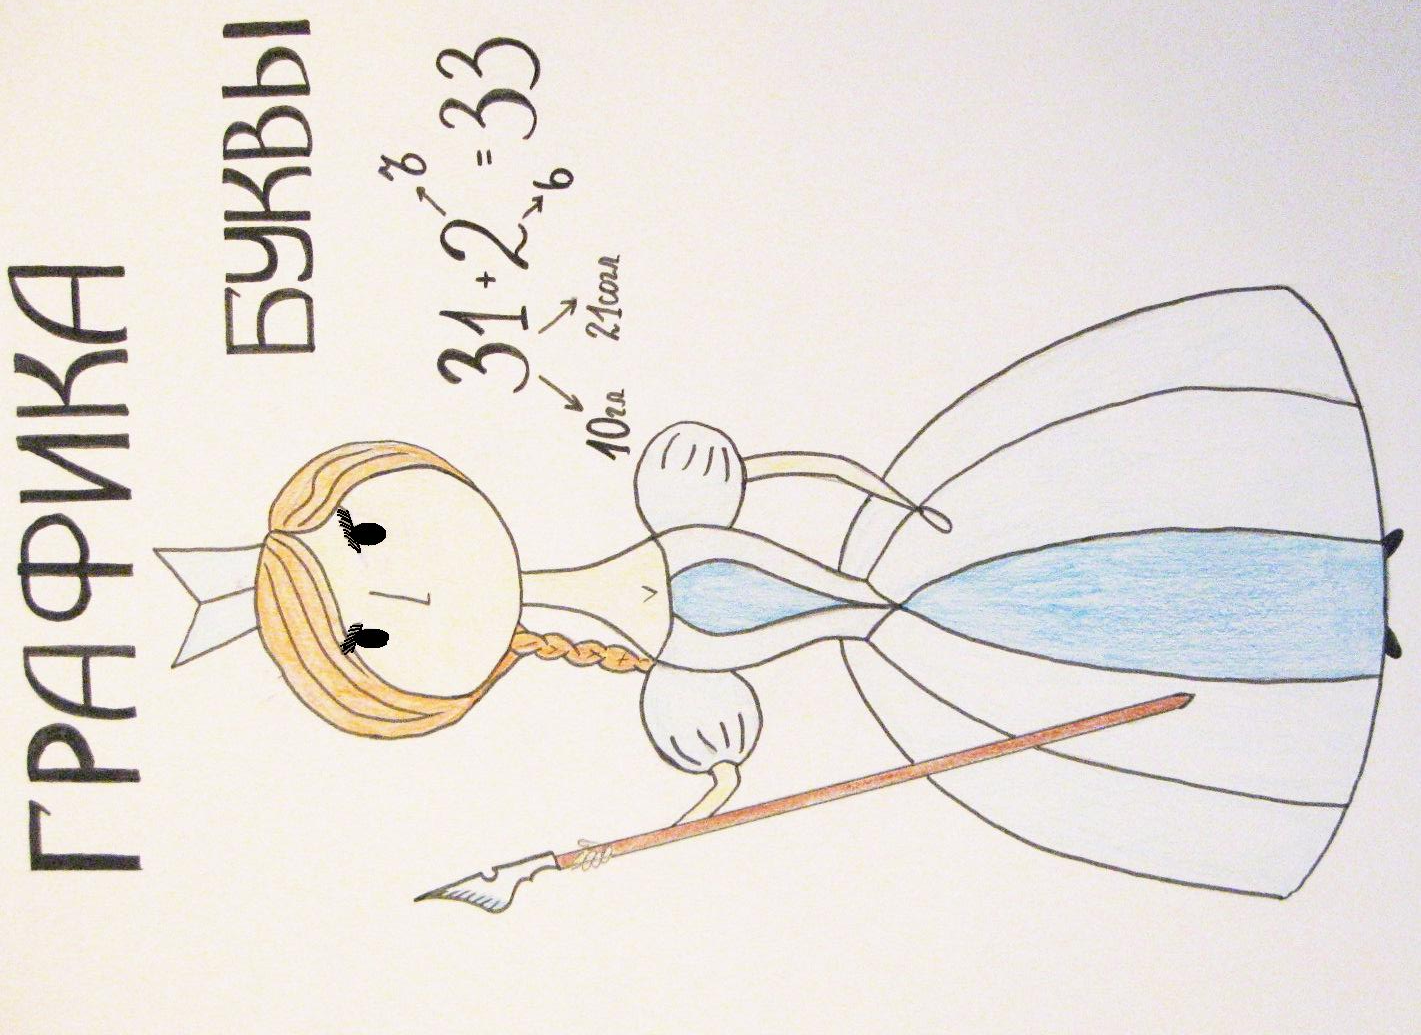 ГРАФИКА
БУКВЫ
ъ
31 + 2 = 33
ь
10гл 21согл